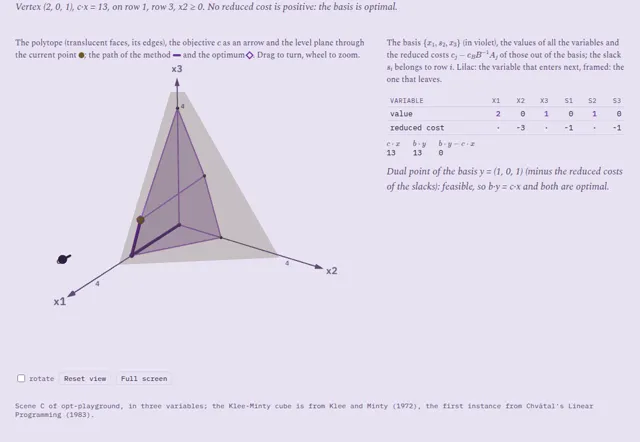 Vertex (2, 0, 1), c·x = 13, on row 1, row 3, x2 ≥ 0. No reduced cost is positive: the basis is optimal.
The polytope (translucent faces, its edges), the objective c as an arrow and the level plane through
the current point ; the path of the method and the optimum . Drag to turn, wheel to zoom.
x3
4
x2
4
4
x1
rotate Reset view Full screen
The basis {x₁, s₂, x₃} (in violet), the values of all the variables and
the reduced costs cⱼ − c_B B⁻¹Aⱼ of those out of the basis; the slack
sᵢ belongs to row i. Lilac: the variable that enters next, framed: the
one that leaves.
VARIABLE X1 X2 X3 S1 S2 S3
value 2 0 1 0 1 0
reduced cost · -3 · -1 · -1
c · x b · y b · y − c · x
13 13 0
Dual point of the basis y = (1, 0, 1) (minus the reduced costs
of the slacks): feasible, so b·y = c·x and both are optimal.
Scene C of opt-playground, in three variables; the Klee-Minty cube is from Klee and Minty (1972), the first instance from Chvátal's Linear
Programming (1983).